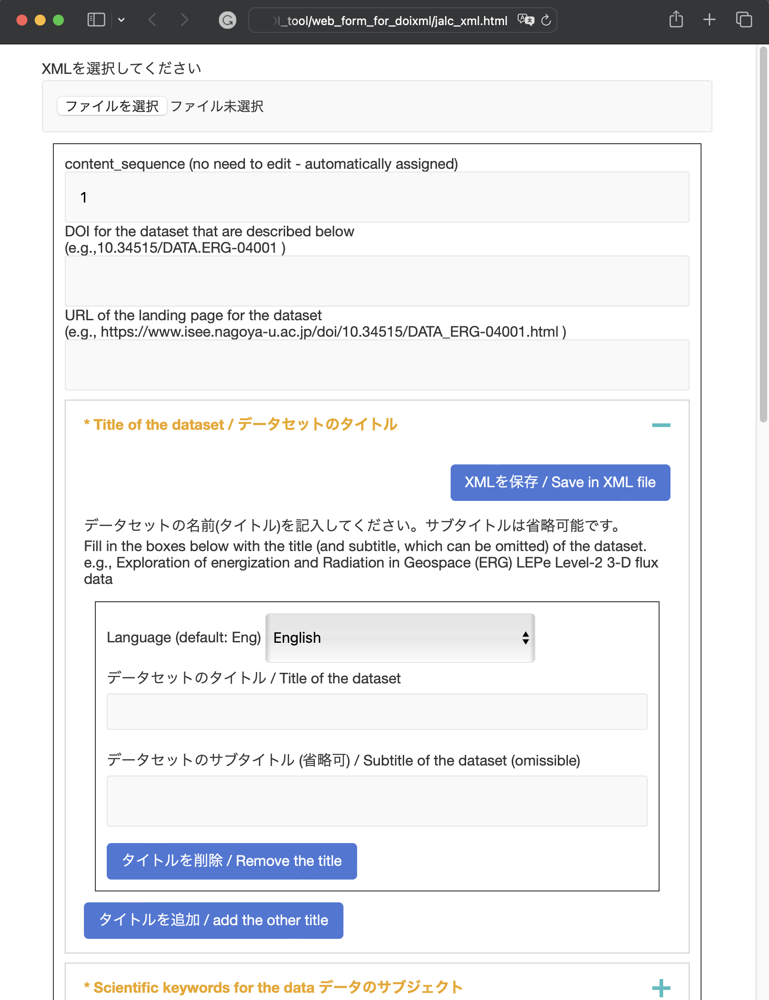 _tool/web_form_for_doixml/jalc_xml.html
XMLを選択してください
ファイルを選択 ファイル未選択
content_sequence (no need to edit - automatically assigned)
1
DOI for the dataset that are described below
(e.g.,10.34515/DATA.ERG-04001 )
URL of the landing page for the dataset
(e.g., https://www.isee.nagoya-u.ac.jp/doi/10.34515/DATA_ERG-04001.html )
* Title of the dataset / データセットのタイトル
XMLを保存 / Save in XML file
データセットの名前(タイトル)を記入してください。サブタイトルは省略可能です。
Fill in the boxes below with the title (and subtitle, which can be omitted) of the dataset.
e.g., Exploration of energization and Radiation in Geospace (ERG) LEPe Level-2 3-D flux
data
Language (default: Eng) English
データセットのタイトル / Title of the dataset
データセットのサブタイトル (省略可) / Subtitle of the dataset (omissible)
タイトルを削除 / Remove the title
タイトルを追加 / add the other title
* Scientific keywords for the data データのサブジェクト